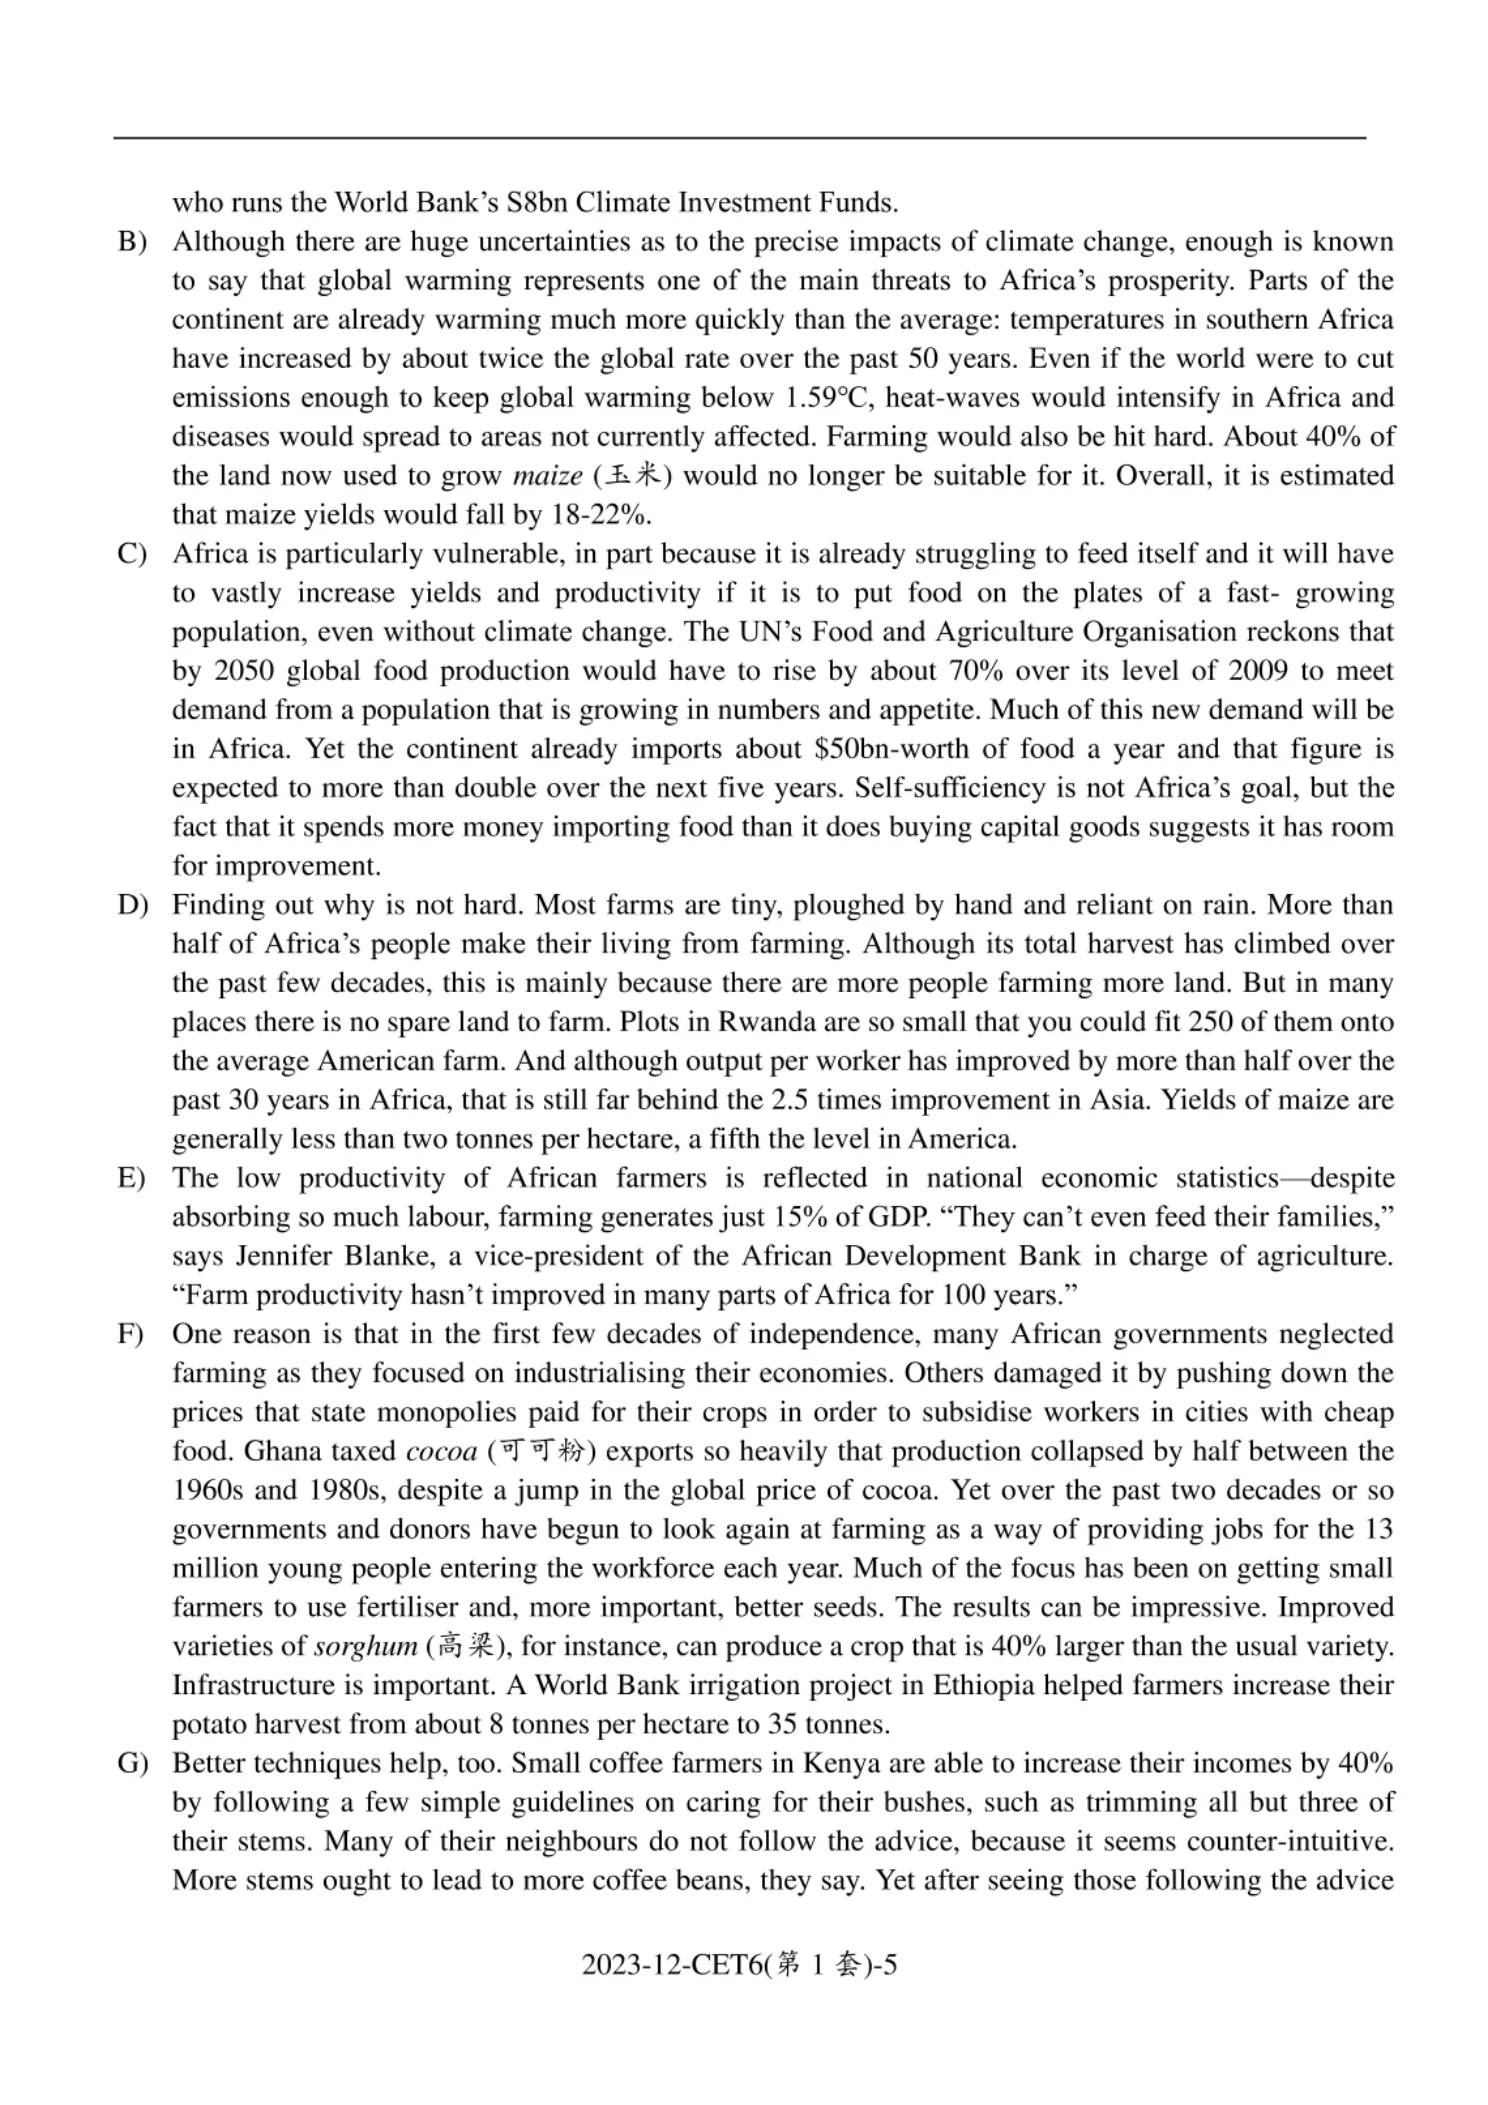 who runs the World Bank’s S8bn Climate Investment Funds.
B) Although there are huge uncertainties as to the precise impacts of climate change, enough is known
to say that global warming represents one of the main threats to Africa’s prosperity. Parts of the
continent are already warming much more quickly than the average: temperatures in southern Africa
have increased by about twice the global rate over the past 50 years. Even if the world were to cut
emissions enough to keep global warming below 1.59℃, heat-waves would intensify in Africa and
diseases would spread to areas not currently affected. Farming would also be hit hard. About 40% of
the land now used to grow maize (玉米) would no longer be suitable for it. Overall, it is estimated
that maize yields would fall by 18-22%.
C) Africa is particularly vulnerable, in part because it is already struggling to feed itself and it will have
to vastly increase yields and productivity if it is to put food on the plates of a fast- growing
population, even without climate change. The UN’s Food and Agriculture Organisation reckons that
by 2050 global food production would have to rise by about 70% over its level of 2009 to meet
demand from a population that is growing in numbers and appetite. Much of this new demand will be
in Africa. Yet the continent already imports about $50bn-worth of food a year and that figure is
expected to more than double over the next five years. Self-sufficiency is not Africa’s goal, but the
fact that it spends more money importing food than it does buying capital goods suggests it has room
for improvement.
D) Finding out why is not hard. Most farms are tiny, ploughed by hand and reliant on rain. More than
half of Africa’s people make their living from farming. Although its total harvest has climbed over
the past few decades, this is mainly because there are more people farming more land. But in many
places there is no spare land to farm. Plots in Rwanda are so small that you could fit 250 of them onto
the average American farm. And although output per worker has improved by more than half over the
past 30 years in Africa, that is still far behind the 2.5 times improvement in Asia. Yields of maize are
generally less than two tonnes per hectare, a fifth the level in America.
E) The low productivity of African farmers is reflected in national economic statistics—despite
absorbing so much labour, farming generates just 15% of GDP. “They can’t even feed their families,”
says Jennifer Blanke, a vice-president of the African Development Bank in charge of agriculture.
“Farm productivity hasn’t improved in many parts of Africa for 100 years.”
F) One reason is that in the first few decades of independence, many African governments neglected
farming as they focused on industrialising their economies. Others damaged it by pushing down the
prices that state monopolies paid for their crops in order to subsidise workers in cities with cheap
food. Ghana taxed cocoa (可可粉) exports so heavily that production collapsed by half between the
1960s and 1980s, despite a jump in the global price of cocoa. Yet over the past two decades or so
governments and donors have begun to look again at farming as a way of providing jobs for the 13
million young people entering the workforce each year. Much of the focus has been on getting small
farmers to use fertiliser and, more important, better seeds. The results can be impressive. Improved
varieties of sorghum (高粱), for instance, can produce a crop that is 40% larger than the usual variety.
Infrastructure is important. A World Bank irrigation project in Ethiopia helped farmers increase their
potato harvest from about 8 tonnes per hectare to 35 tonnes.
G) Better techniques help, too. Small coffee farmers in Kenya are able to increase their incomes by 40%
by following a few simple guidelines on caring for their bushes, such as trimming all but three of
their stems. Many of their neighbours do not follow the advice, because it seems counter-intuitive.
More stems ought to lead to more coffee beans, they say. Yet after seeing those following the advice
2023-12-CET6(第 1 套)-5